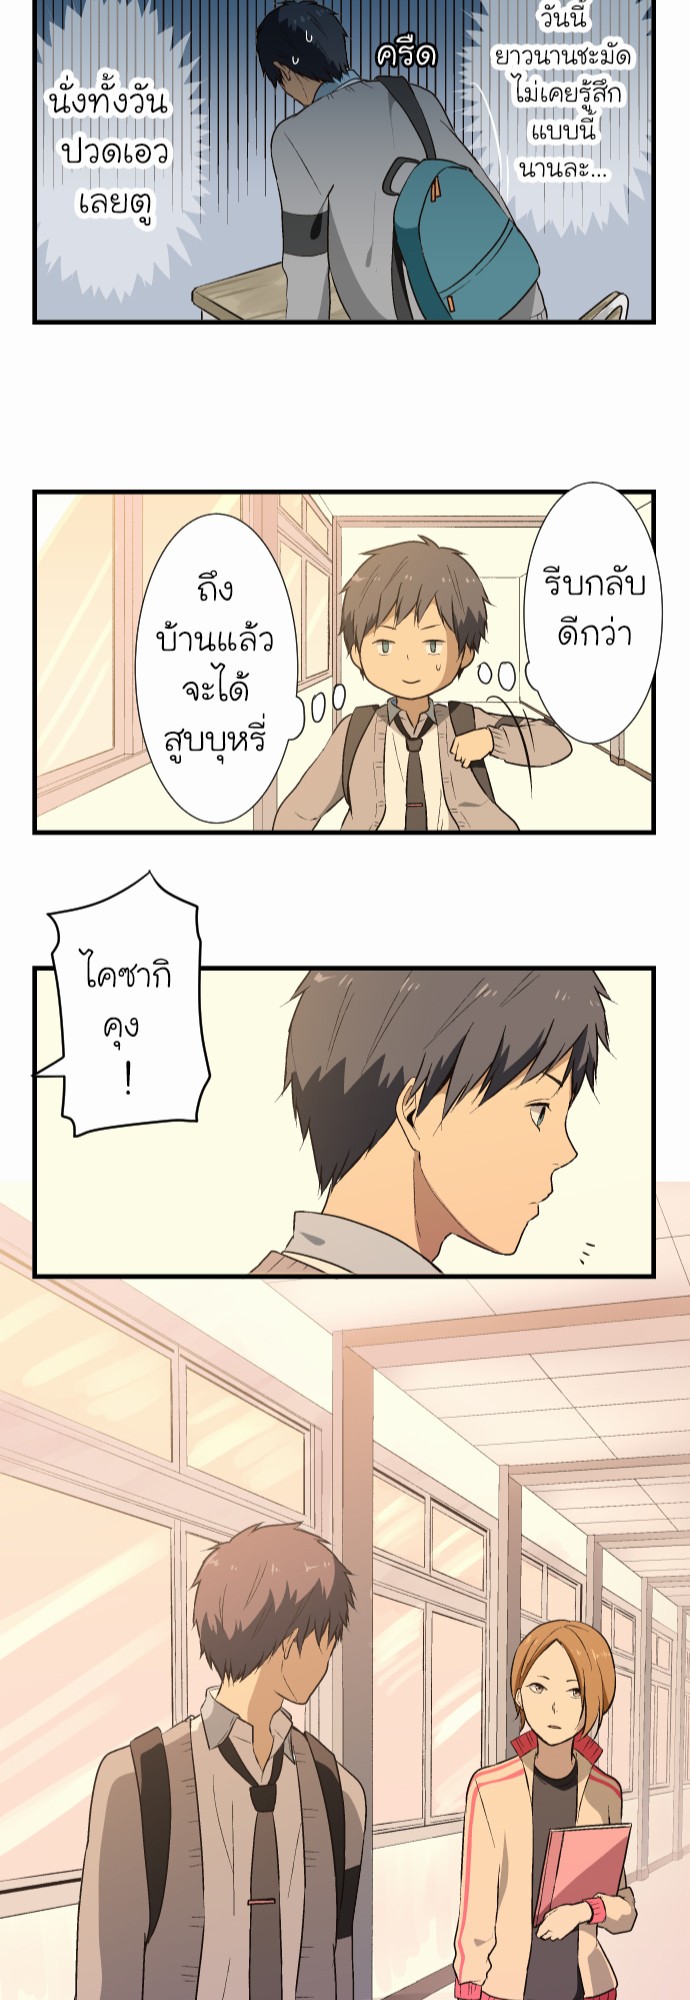 วันนี้
ยาวนานชะมัด
ไม่เคยรู้สึก
แบบนี้
นานละ...
ครืด
นั่งทั้งวัน
ปวดเอว
เลยตู
รีบกลับ
ดีกว่า
ถึง
บ้านแล้ว
จะได้
สูบบุหรี่
ไคซากิ
คุง
!